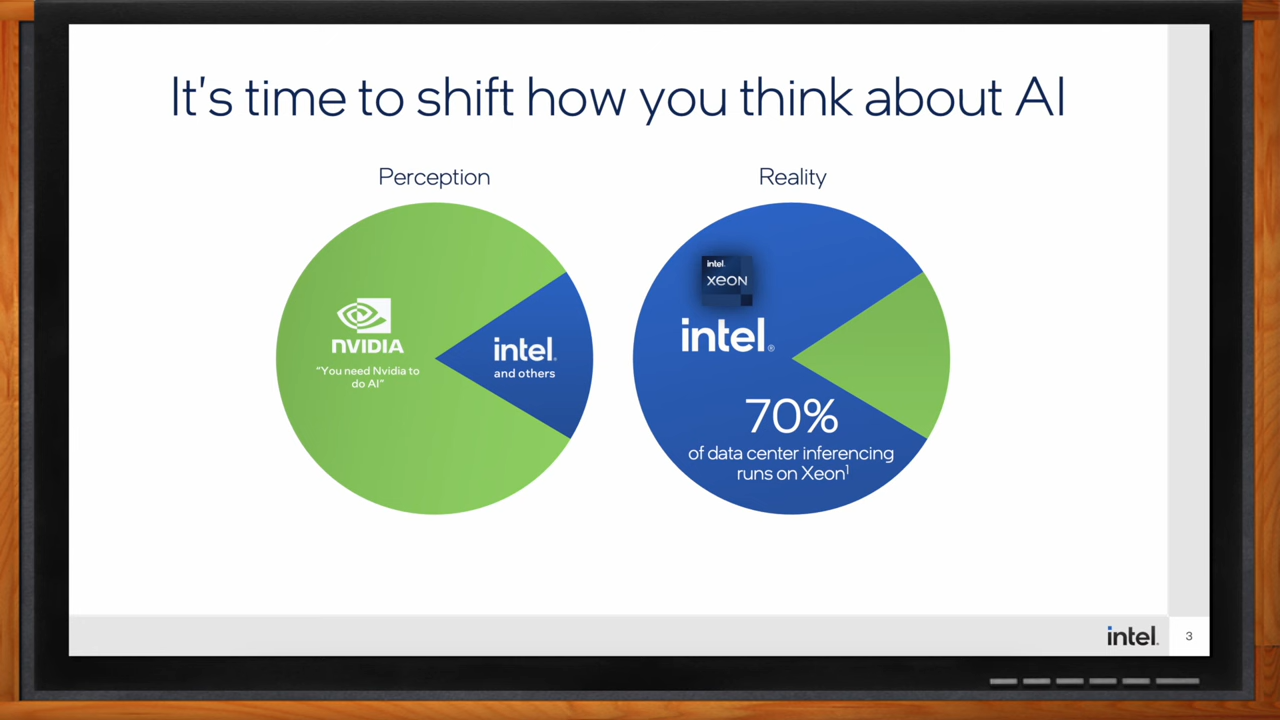 It's time to shift how you think about AI
Perception
Reality
NVIDIA
“You need Nvidia to
do AI”
intel.
and others
intel.
XEON
intel®
70%
of data center inferencing
runs on Xeon¹
intel.
3